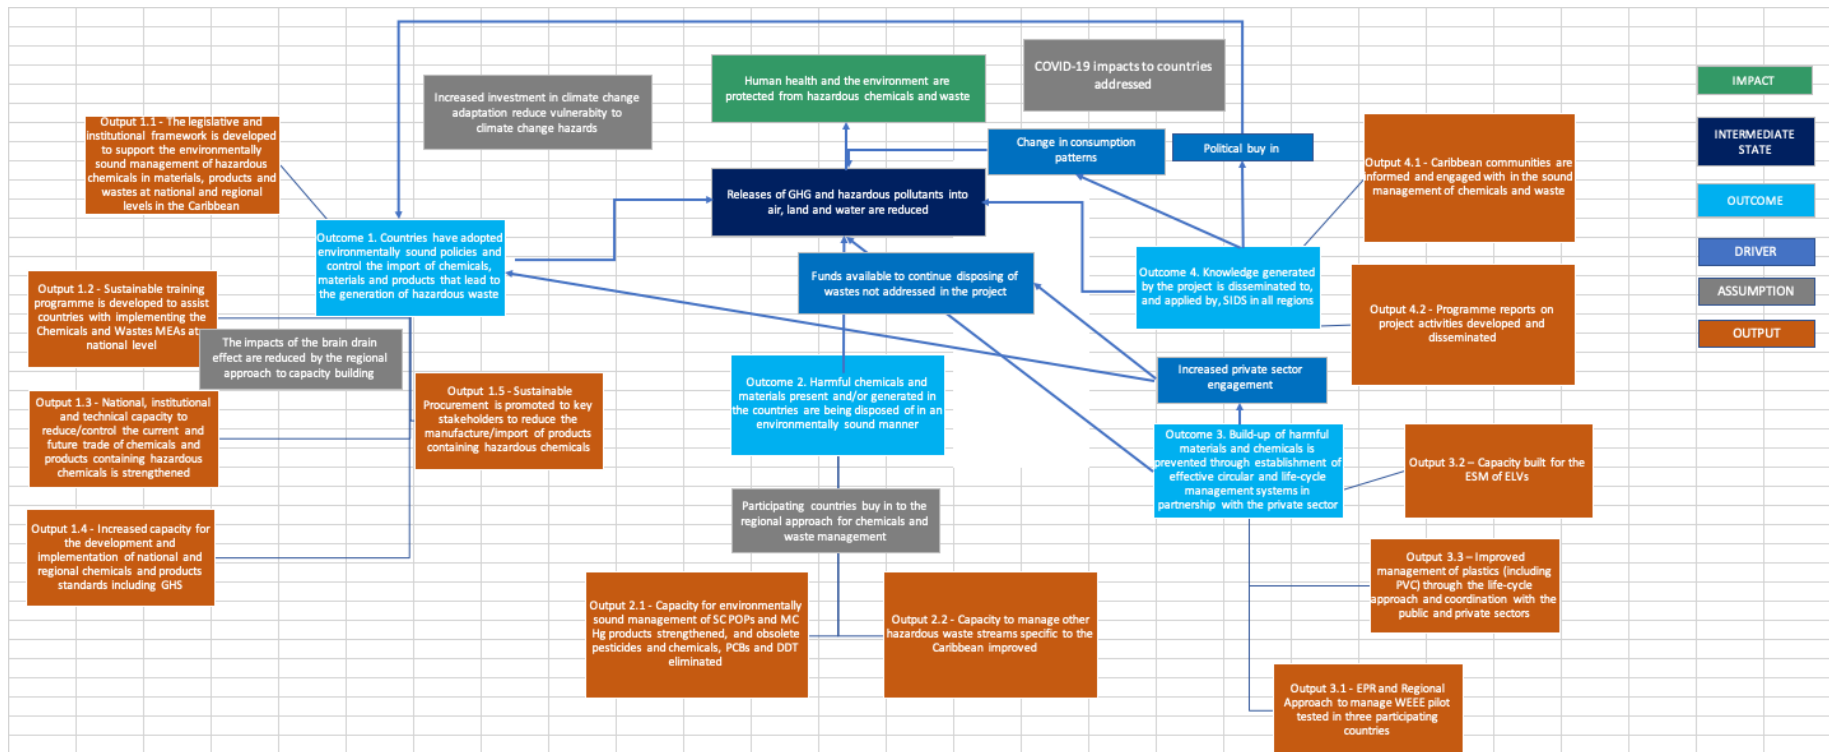 COVID-19 impacts to countries
addressed
Human health and the environment are
protected from hazardous chemicals and waste
Increased investment in climate change
adaptation reduce vulnerabity to
climate change hazards
IMPACT
INTERMEDIATE
STATE
OUTCOME
DRIVER
ASSUMPTION
OUTPUT
Output 1.1 - The legislative and
institutional framework is developed
to support the environmentally
sound management of hazardous
chemicals in materials, products and
wastes at national and regional
levels in the Caribbean
Change in consumption
patterns
Political buy in
Output 4.1 - Caribbean communities are
informed and engaged with in the sound
management of chemicals and waste
Releases of GHG and hazardous pollutants into
air, land and water are reduced
Outcome 1. Countries have adopted
environmentally sound policies and
control the import of chemicals,
materials and products that lead to
the generation of hazardous waste
Funds available to continue disposing of
wastes not addressed in the project
Outcome 4. Knowledge generated
by the project is disseminated to,
and applied by, SIDS in all regions
Output 4.2 - Programme reports on
project activities developed and
disseminated
Output 1.2 - Sustainable training
programme is developed to assist
countries with implementing the
Chemicals and Wastes MEAs at
national level
The impacts of the brain drain
effect are reduced by the regional
approach to capacity building
Increased private sector
engagement
Output 1.3 - National, institutional
and technical capacity to
reduce/control the current and
future trade of chemicals and
products containing hazardous
chemicals is strengthened
Output 1.5 - Sustainable
Procurement is promoted to key
stakeholders to reduce the
manufacture/import of products
containing hazardous chemicals
Outcome 2. Harmful chemicals and
materials present and/or generated in
the countries are being disposed of in an
environmentally sound manner
Outcome 3. Build-up of harmful
materials and chemicals is
prevented through establishment of
effective circular and life-cycle
management systems in
partnership with the private sector
Output 3.2 – Capacity built for the
ESM of ELVs
Output 1.4 - Increased capacity for
the development and
implementation of national and
regional chemicals and products
standards including GHS
Participating countries buy in to the
regional approach for chemicals and
waste management
Output 3.3 – Improved
management of plastics (including
PVC) through the life-cycle
approach and coordination with the
public and private sectors
Output 2.1 - Capacity for environmentally
sound management of SC POPs and MC
Hg products strengthened, and obsolete
pesticides and chemicals, PCBs and DDT
eliminated
Output 2.2 - Capacity to manage other
hazardous waste streams specific to the
Caribbean improved
Output 3.1 - EPR and Regional
Approach to manage WEEE pilot
tested in three participating
countries